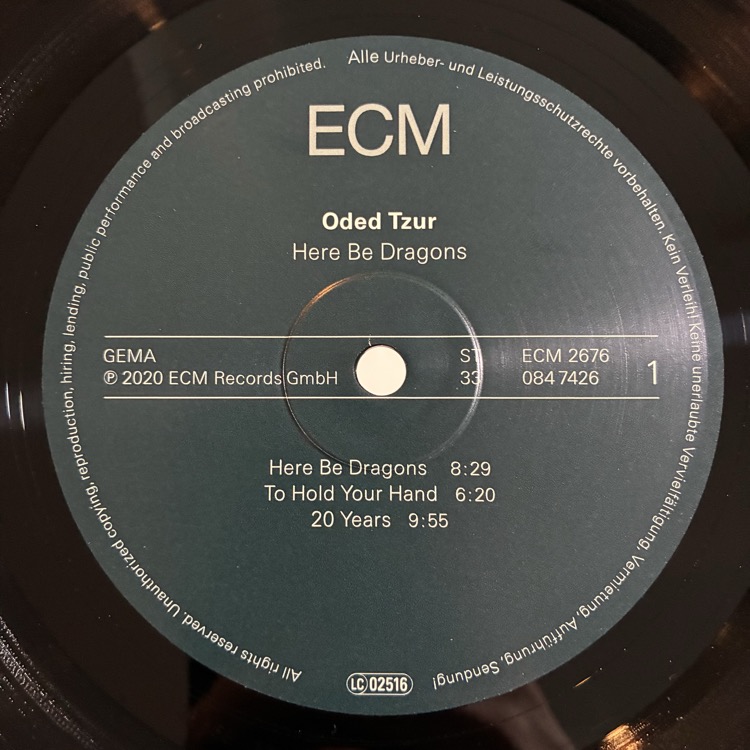 All rights reserved. Unauthorized copying, reproduction, hiring, lending, public performance and broadcasting prohibited.
Alle Urheber- und Leistungsschutzrechte vorbehalten. Kein Verleih! Keine unerlaubte Vervielfältigung, Vermietung, Aufführung, Sendung!
ECM
Oded Tzur
Here Be Dragons
GEMA ST ECM 2676
℗ 2020 ECM Records GmbH 33 084 7426 1
Here Be Dragons 8:29
To Hold Your Hand 6:20
20 Years 9:55
LC 02516